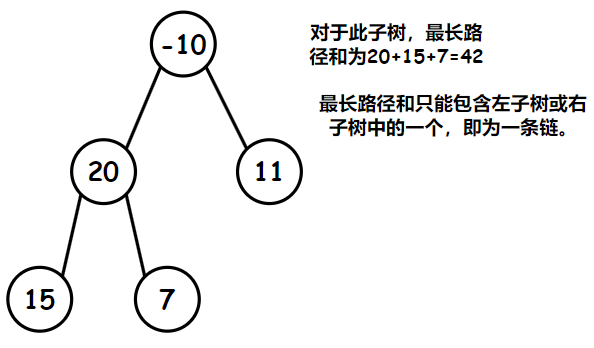 -10
对于此子树，最长路
径和为20+15+7=42
最长路径和只能包含左子树或右
子树中的一个，即为一条链。
20
11
15
7